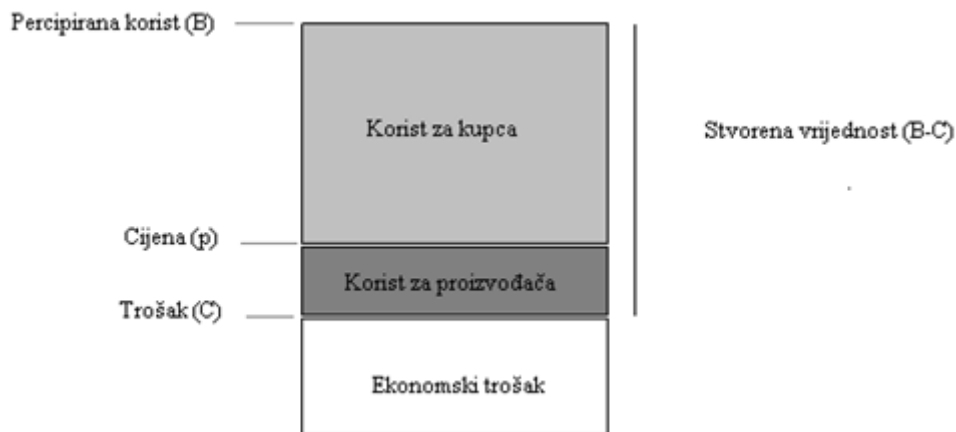 Percipirana korist (B)
Korist za kupca
Stvorena vrijednost (B-C)
Cijena (p)
Korist za proizvođača
Trošak (C)
Ekonomski trošak